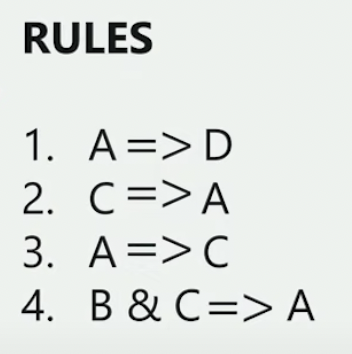 RULES
1. A => D
2. C => A
3. A => C
4. B & C => A